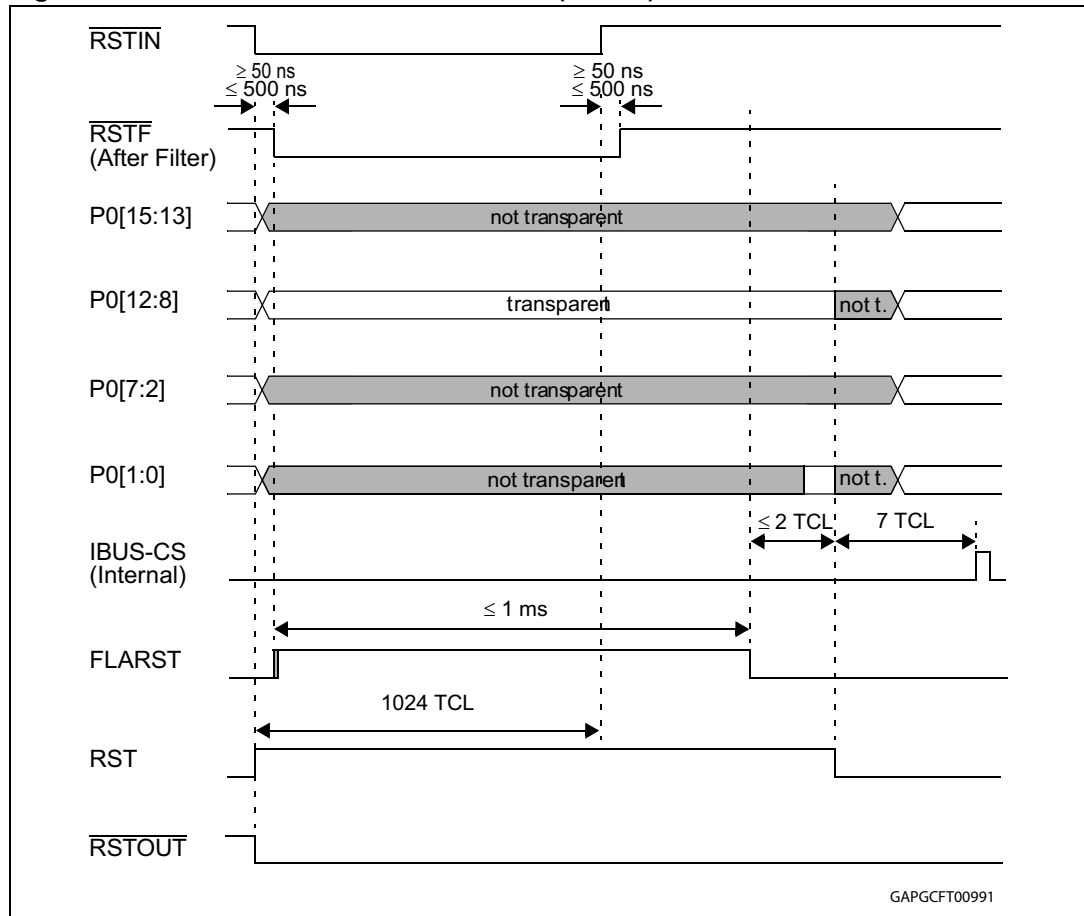 RSTIN
≥ 50 ns ≥ 50 ns
≤ 500 ns ≤ 500 ns
RSTF
(After Filter)
P0[15:13] not transparent
P0[12:8] transparent not t.
P0[7:2] not transparent
P0[1:0] not transparent not t.
≤ 2 TCL 7 TCL
IBUS-CS
(Internal)
≤ 1 ms
FLARST
1024 TCL
RST
RSTOUT
GAPGCFT00991